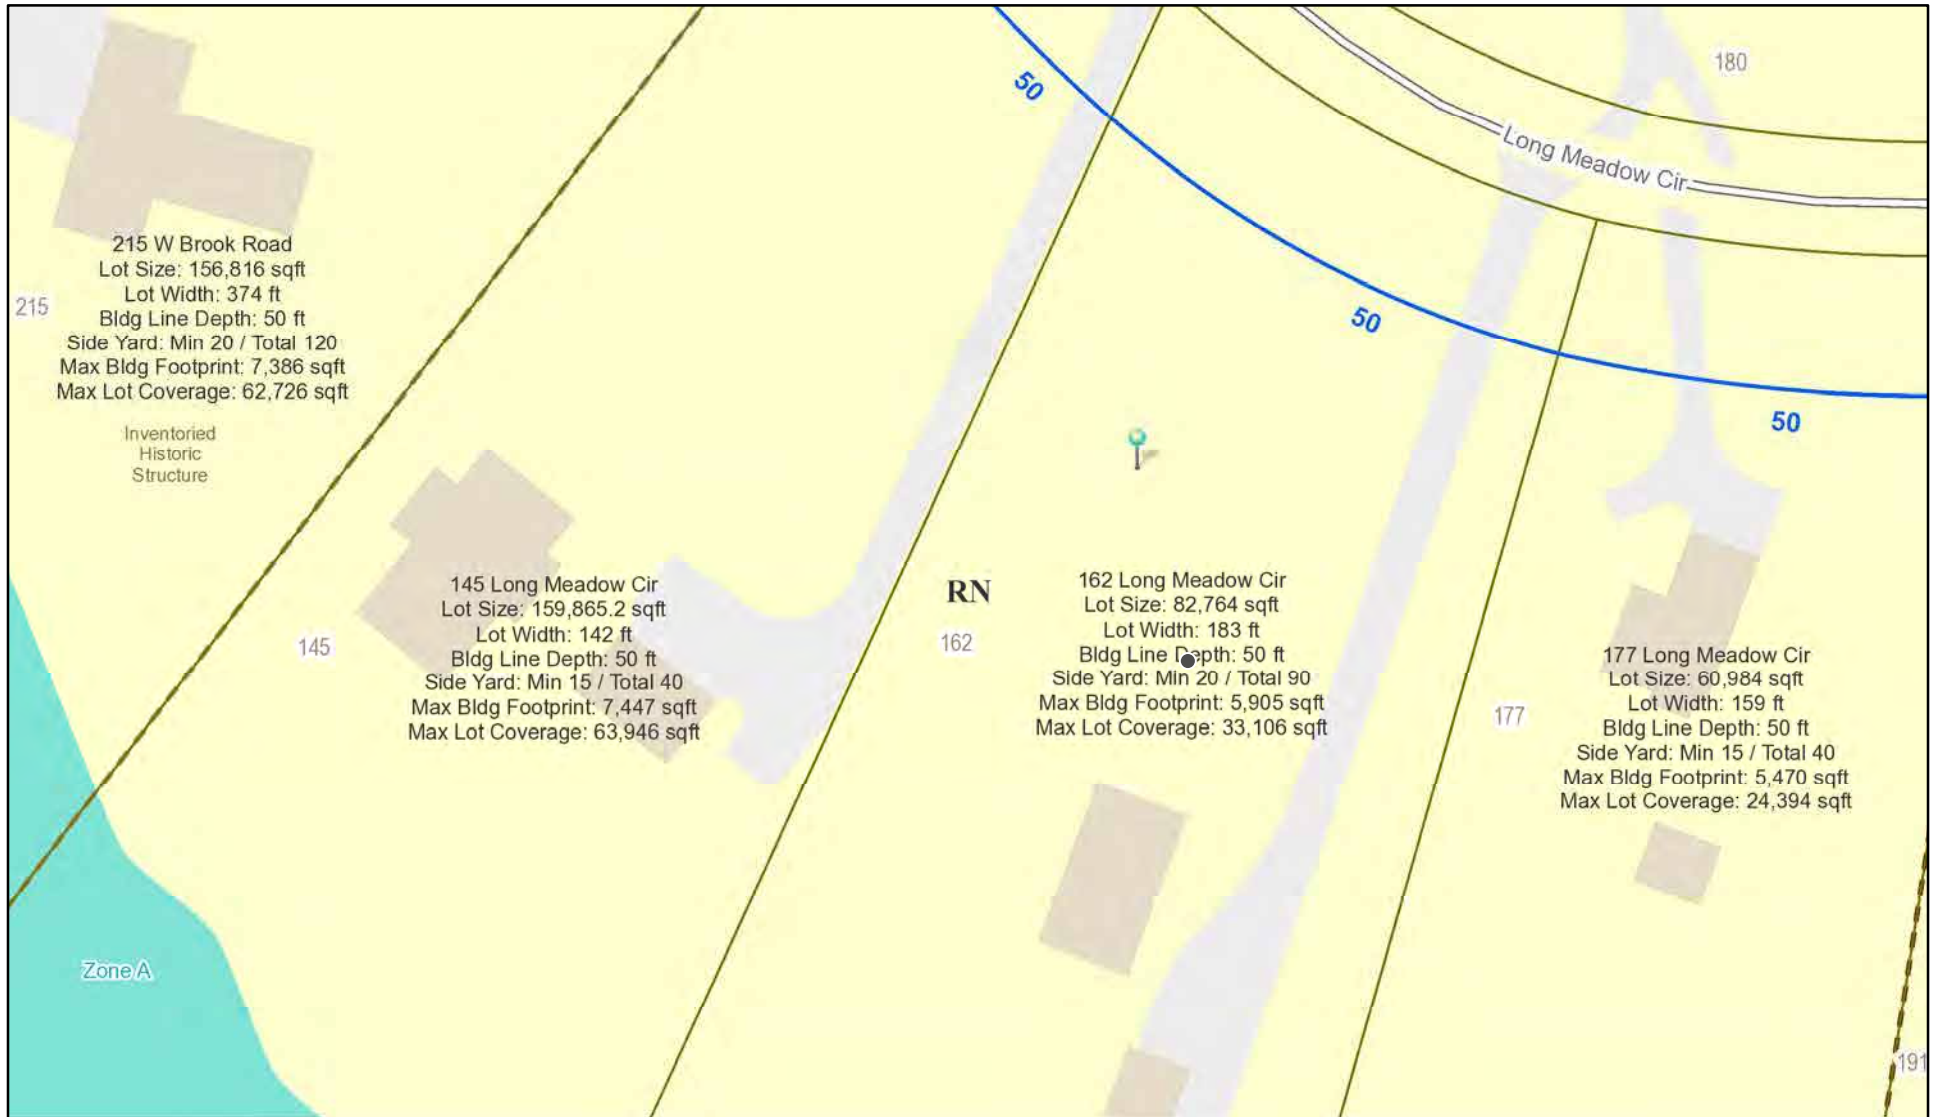 180
50
Long Meadow Cir
215 W Brook Road
Lot Size: 156,816 sqft
Lot Width: 374 ft
Bldg Line Depth: 50 ft
Side Yard: Min 20 / Total 120
Max Bldg Footprint: 7,386 sqft
Max Lot Coverage: 62,726 sqft
215
50
50
Inventoried
Historic
Structure
145 Long Meadow Cir
Lot Size: 159,865.2 sqft
Lot Width: 142 ft
Bldg Line Depth: 50 ft
Side Yard: Min 15 / Total 40
Max Bldg Footprint: 7,447 sqft
Max Lot Coverage: 63,946 sqft
145
RN
162
162 Long Meadow Cir
Lot Size: 82,764 sqft
Lot Width: 183 ft
Bldg Line Depth: 50 ft
Side Yard: Min 20 / Total 90
Max Bldg Footprint: 5,905 sqft
Max Lot Coverage: 33,106 sqft
177
177 Long Meadow Cir
Lot Size: 60,984 sqft
Lot Width: 159 ft
Bldg Line Depth: 50 ft
Side Yard: Min 15 / Total 40
Max Bldg Footprint: 5,470 sqft
Max Lot Coverage: 24,394 sqft
Zone A
191